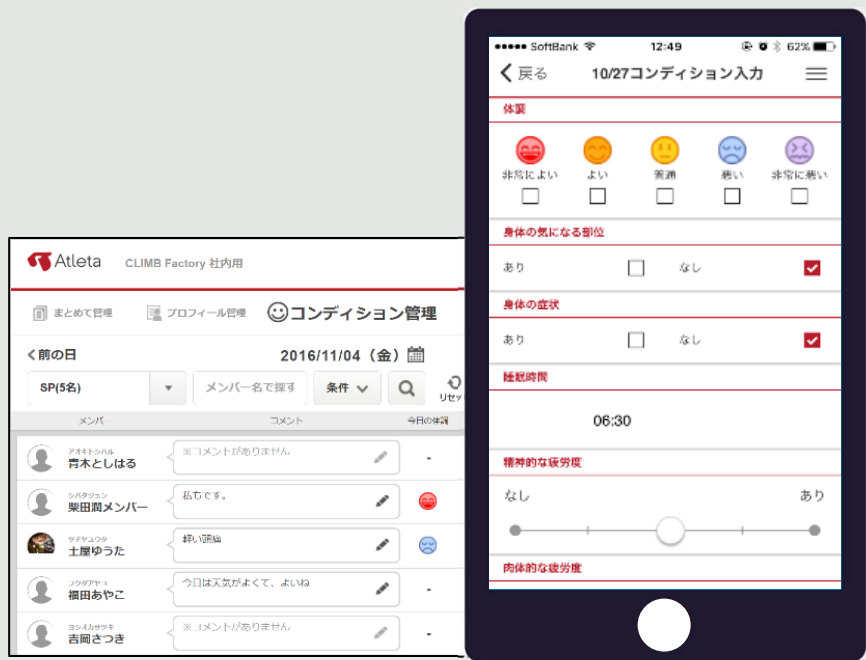 Atleta CLIMB Factory 社内用
まとめて管理 プロフィール管理 コンディション管理
前の日 2016/11/04（金）
SP(5名) メンバー名で探す 条件 リセッ
メンバ コメント 今日の体調
アオキトシハル
青木としはる
※コメントがありません
-
シバタジュン
柴田潤メンバー
私もです。
ツチヤユウタ
土屋ゆうた
軽い頭痛
フクダアヤコ
福田あやこ
今日は天気がよくて、よいね
-
ヨシオカサツキ
吉岡さつき
※コメントがありません
-
SoftBank 12:49 62%
戻る 10/27コンディション入力
体調
非常によい よい 普通 悪い 非常に悪い
身体の気になる部位
あり なし
身体の症状
あり なし
睡眠時間
06:30
精神的な疲労度
なし あり
肉体的な疲労度